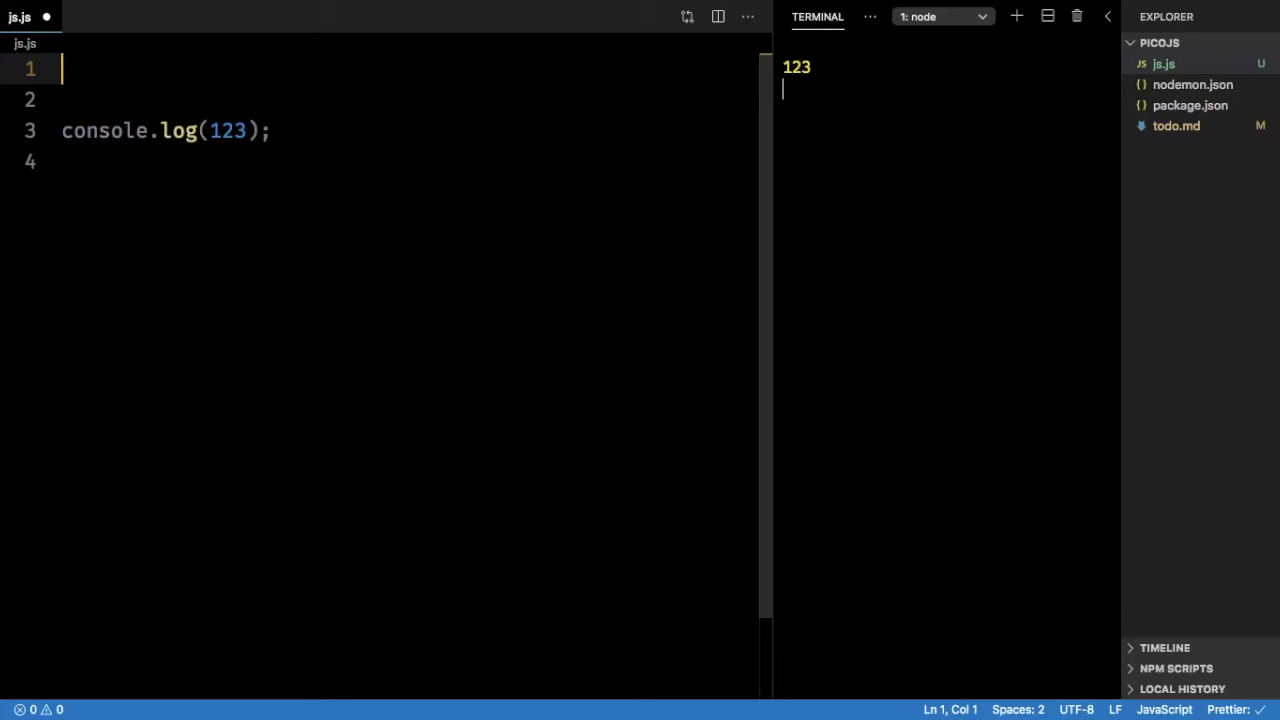 js.js
js.js
1
2
3 console.log(123);
4
TERMINAL ··· 1: node
123
EXPLORER
PICOJS
JS js.js U
{} nodemon.json
{} package.json
todo.md M
TIMELINE
NPM SCRIPTS
LOCAL HISTORY
0 0 Ln 1, Col 1 Spaces: 2 UTF-8 LF JavaScript Prettier: ✓